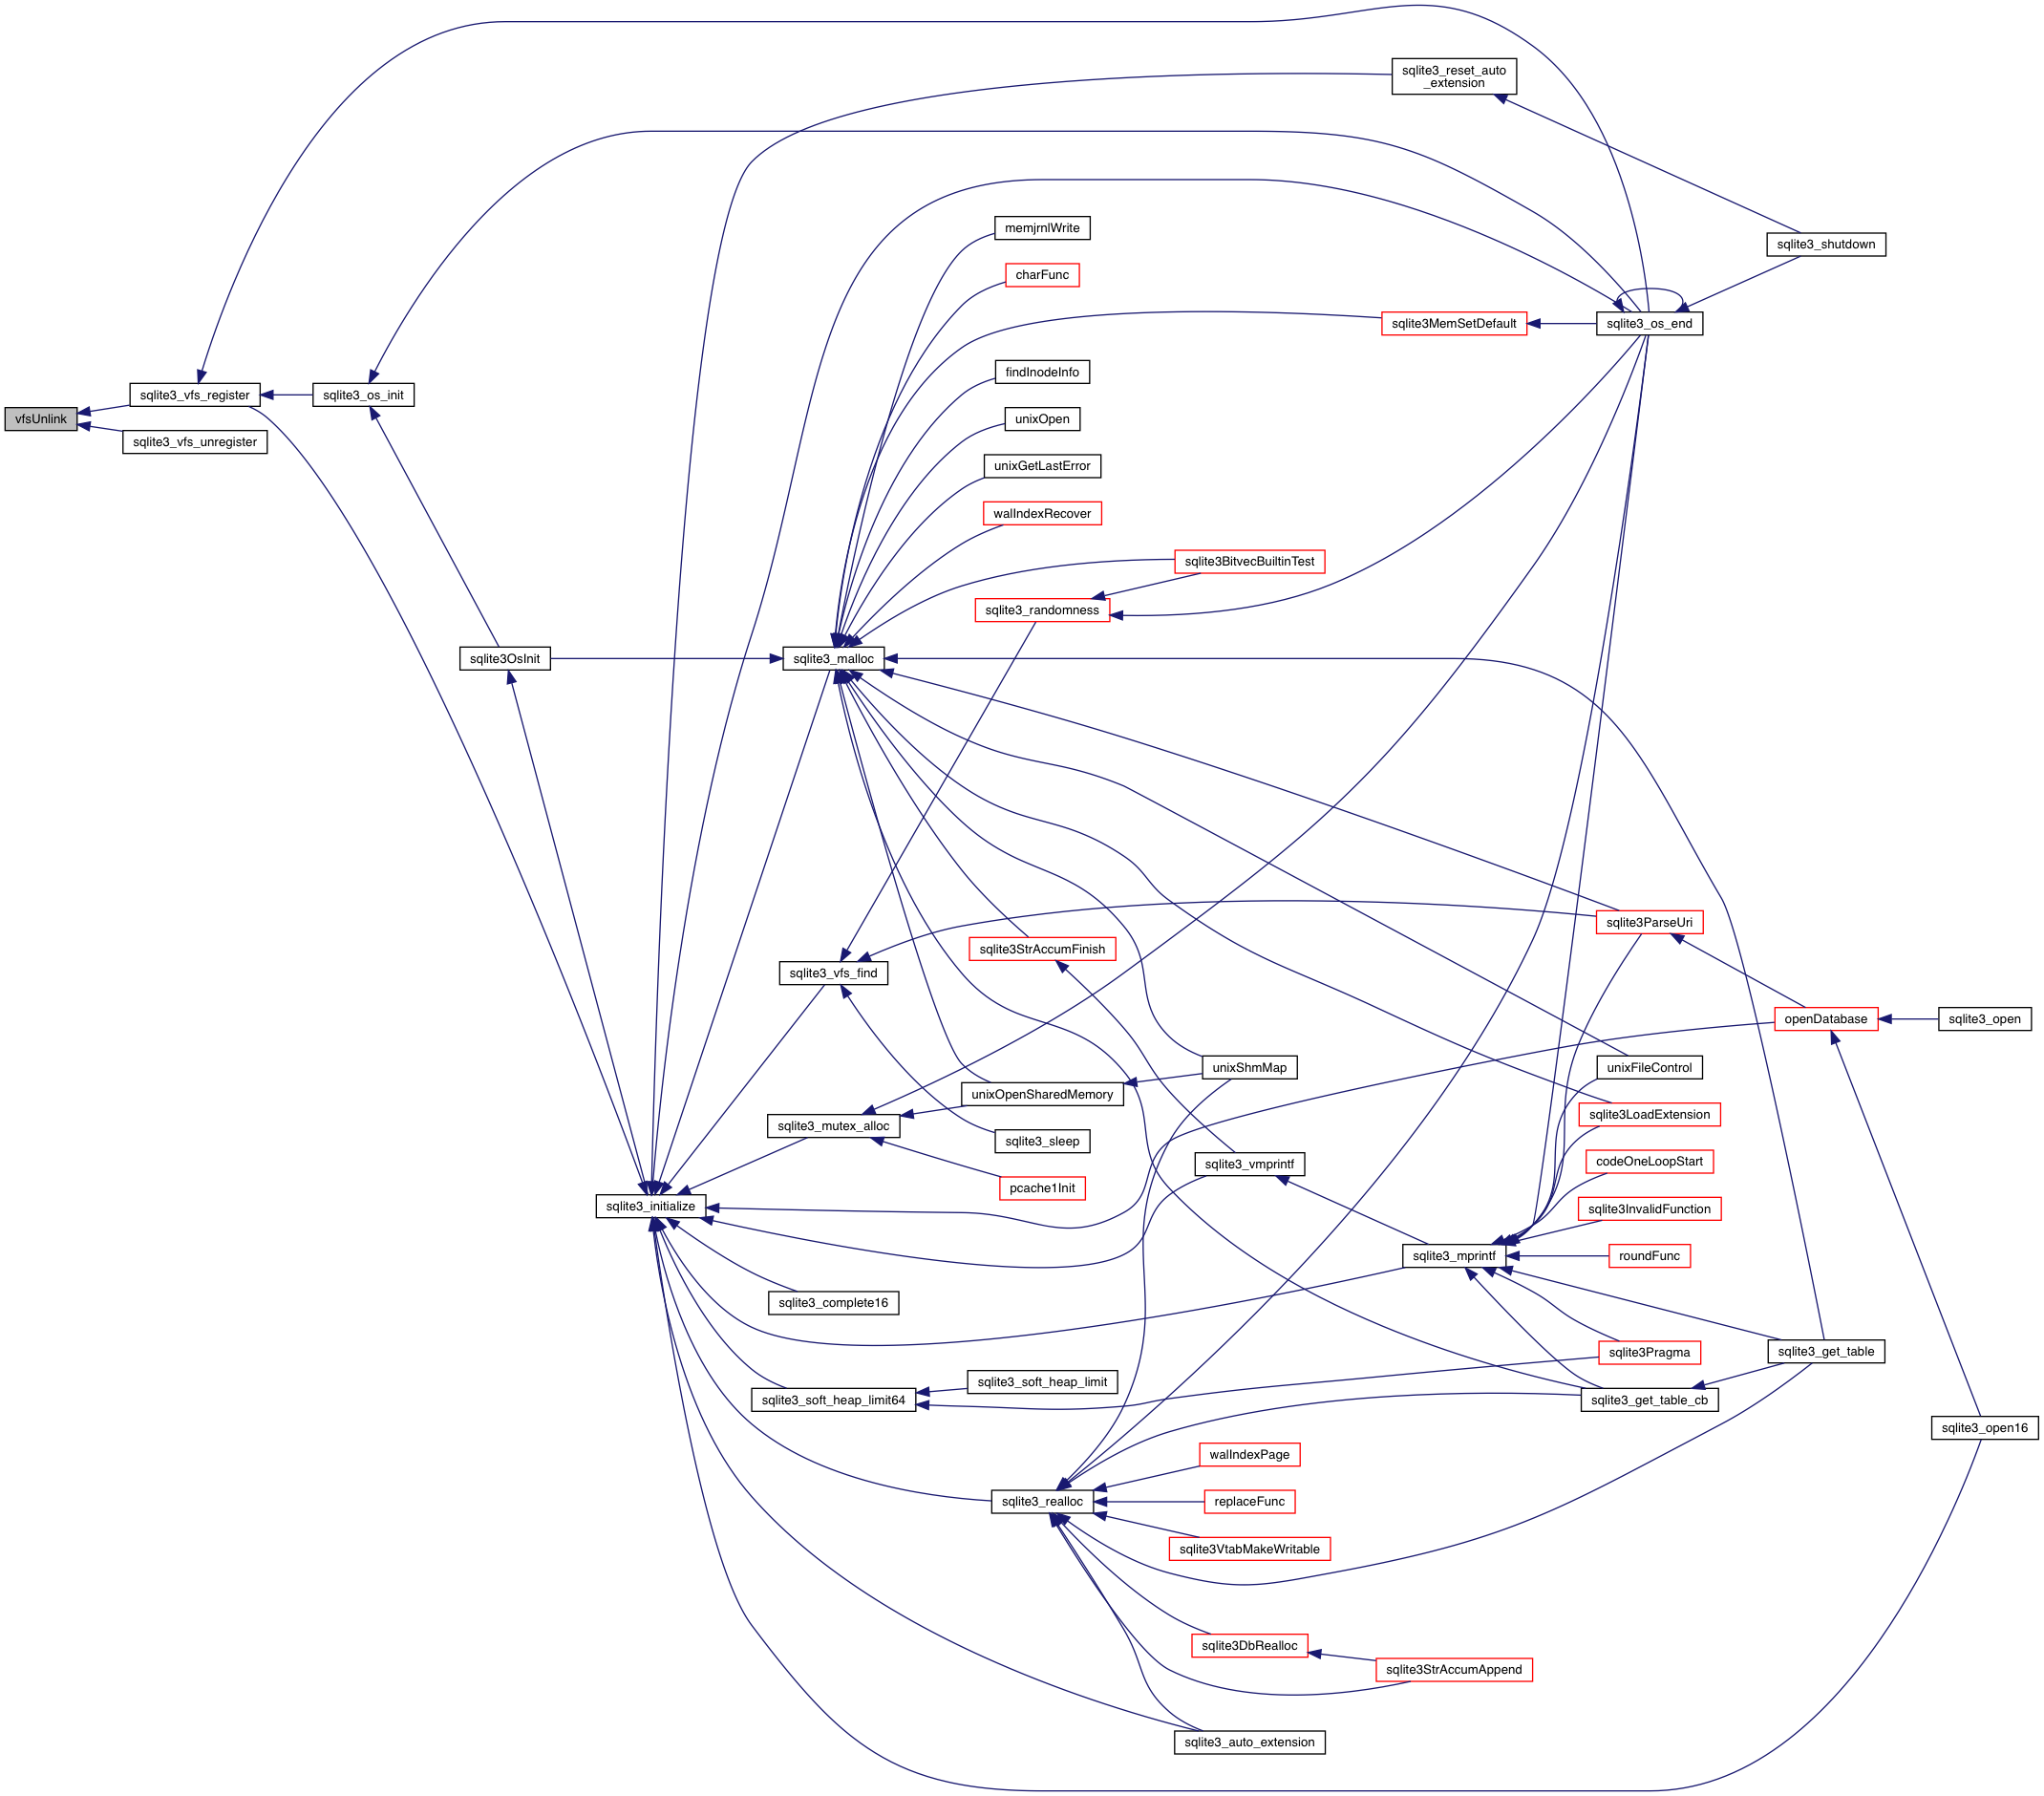 sqlite3_reset_auto
_extension
memjrnlWrite
sqlite3_shutdown
charFunc
sqlite3MemSetDefault
sqlite3_os_end
findInodeInfo
sqlite3_vfs_register
sqlite3_os_init
vfsUnlink
unixOpen
sqlite3_vfs_unregister
unixGetLastError
walIndexRecover
sqlite3BitvecBuiltinTest
sqlite3_randomness
sqlite3OsInit
sqlite3_malloc
sqlite3ParseUri
sqlite3StrAccumFinish
sqlite3_vfs_find
openDatabase
sqlite3_open
unixShmMap
unixFileControl
unixOpenSharedMemory
sqlite3LoadExtension
sqlite3_mutex_alloc
sqlite3_sleep
sqlite3_vmprintf
codeOneLoopStart
pcache1Init
sqlite3_initialize
sqlite3InvalidFunction
sqlite3_mprintf
roundFunc
sqlite3_complete16
sqlite3Pragma
sqlite3_get_table
sqlite3_soft_heap_limit
sqlite3_soft_heap_limit64
sqlite3_get_table_cb
sqlite3_open16
walIndexPage
sqlite3_realloc
replaceFunc
sqlite3VtabMakeWritable
sqlite3DbRealloc
sqlite3StrAccumAppend
sqlite3_auto_extension